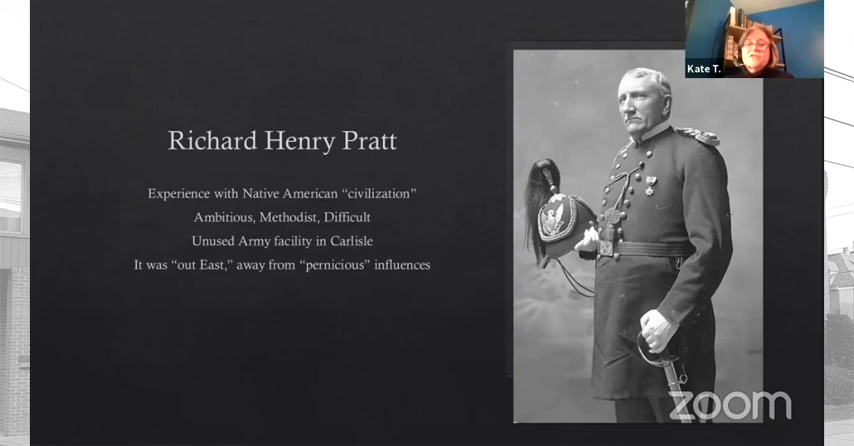 Kate T.
Richard Henry Pratt
Experience with Native American “civilization”
Ambitious, Methodist, Difficult
Unused Army facility in Carlisle
It was “out East,” away from “pernicious” influences
zoom